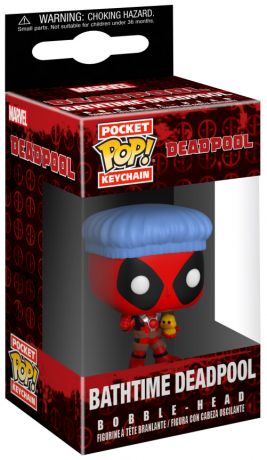 ⚠ WARNING:
CHOKING HAZARD -
Small parts. Not suitable for children under 36 months.
MARVEL
DEADPOOL
POCKET
POP!
KEYCHAIN
DEADPOOL
POCKET
POP!
KEYCHAIN
BATHTIME DEADPOOL
BOBBLE-HEAD
FIGURINE À TÊTE BRANLANTE / FIGURA CON CABEZA OSCILANTE